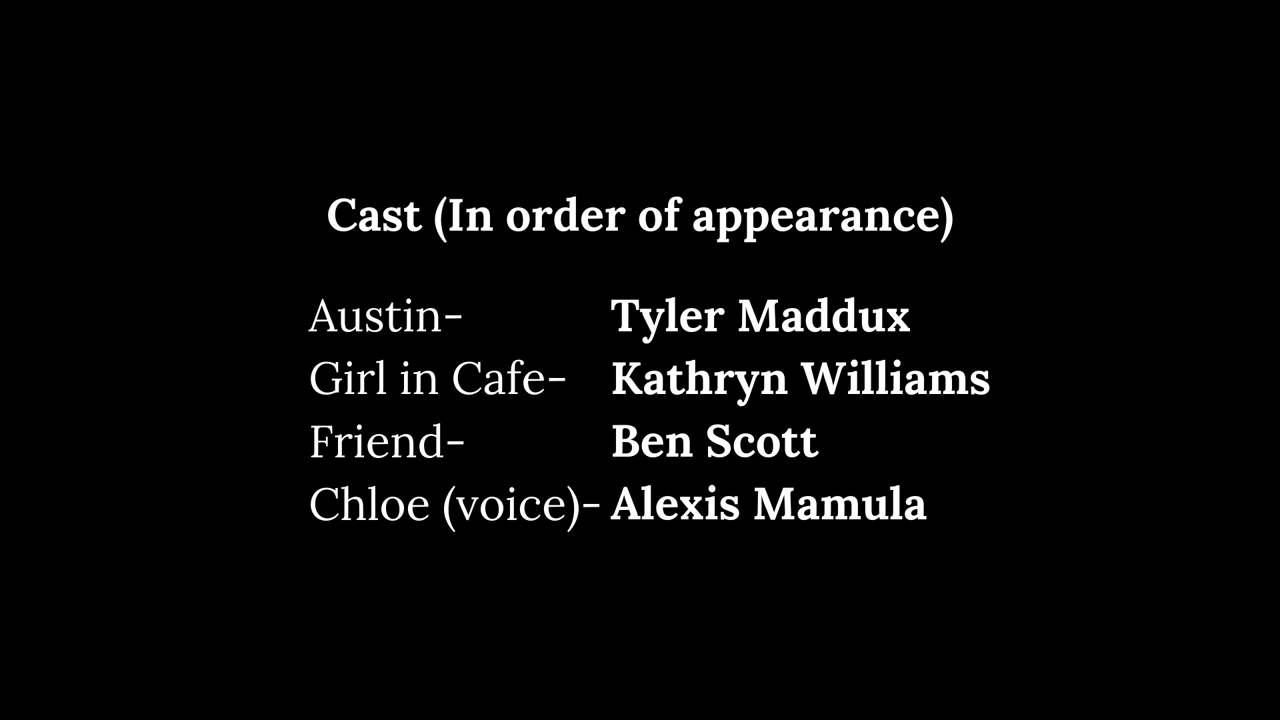 Cast (In order of appearance)
Austin- Tyler Maddux
Girl in Cafe- Kathryn Williams
Friend- Ben Scott
Chloe (voice)- Alexis Mamula